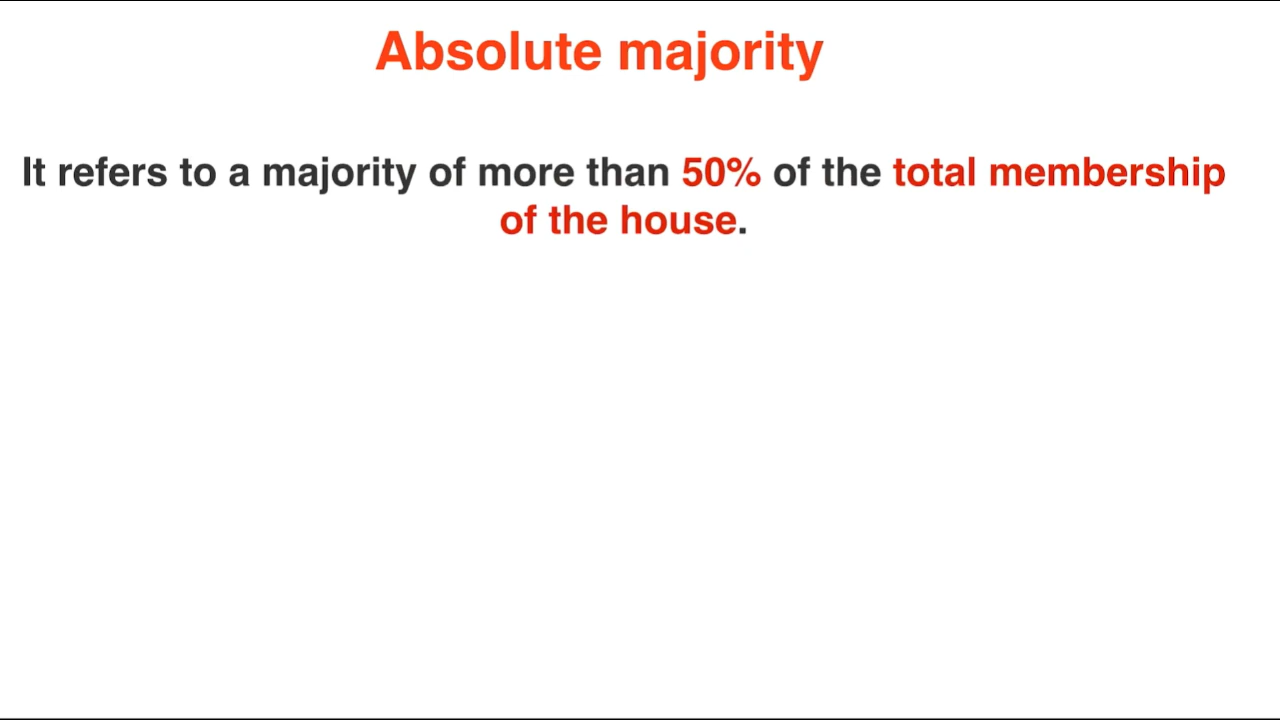 Absolute majority
It refers to a majority of more than 50% of the total membership
of the house.